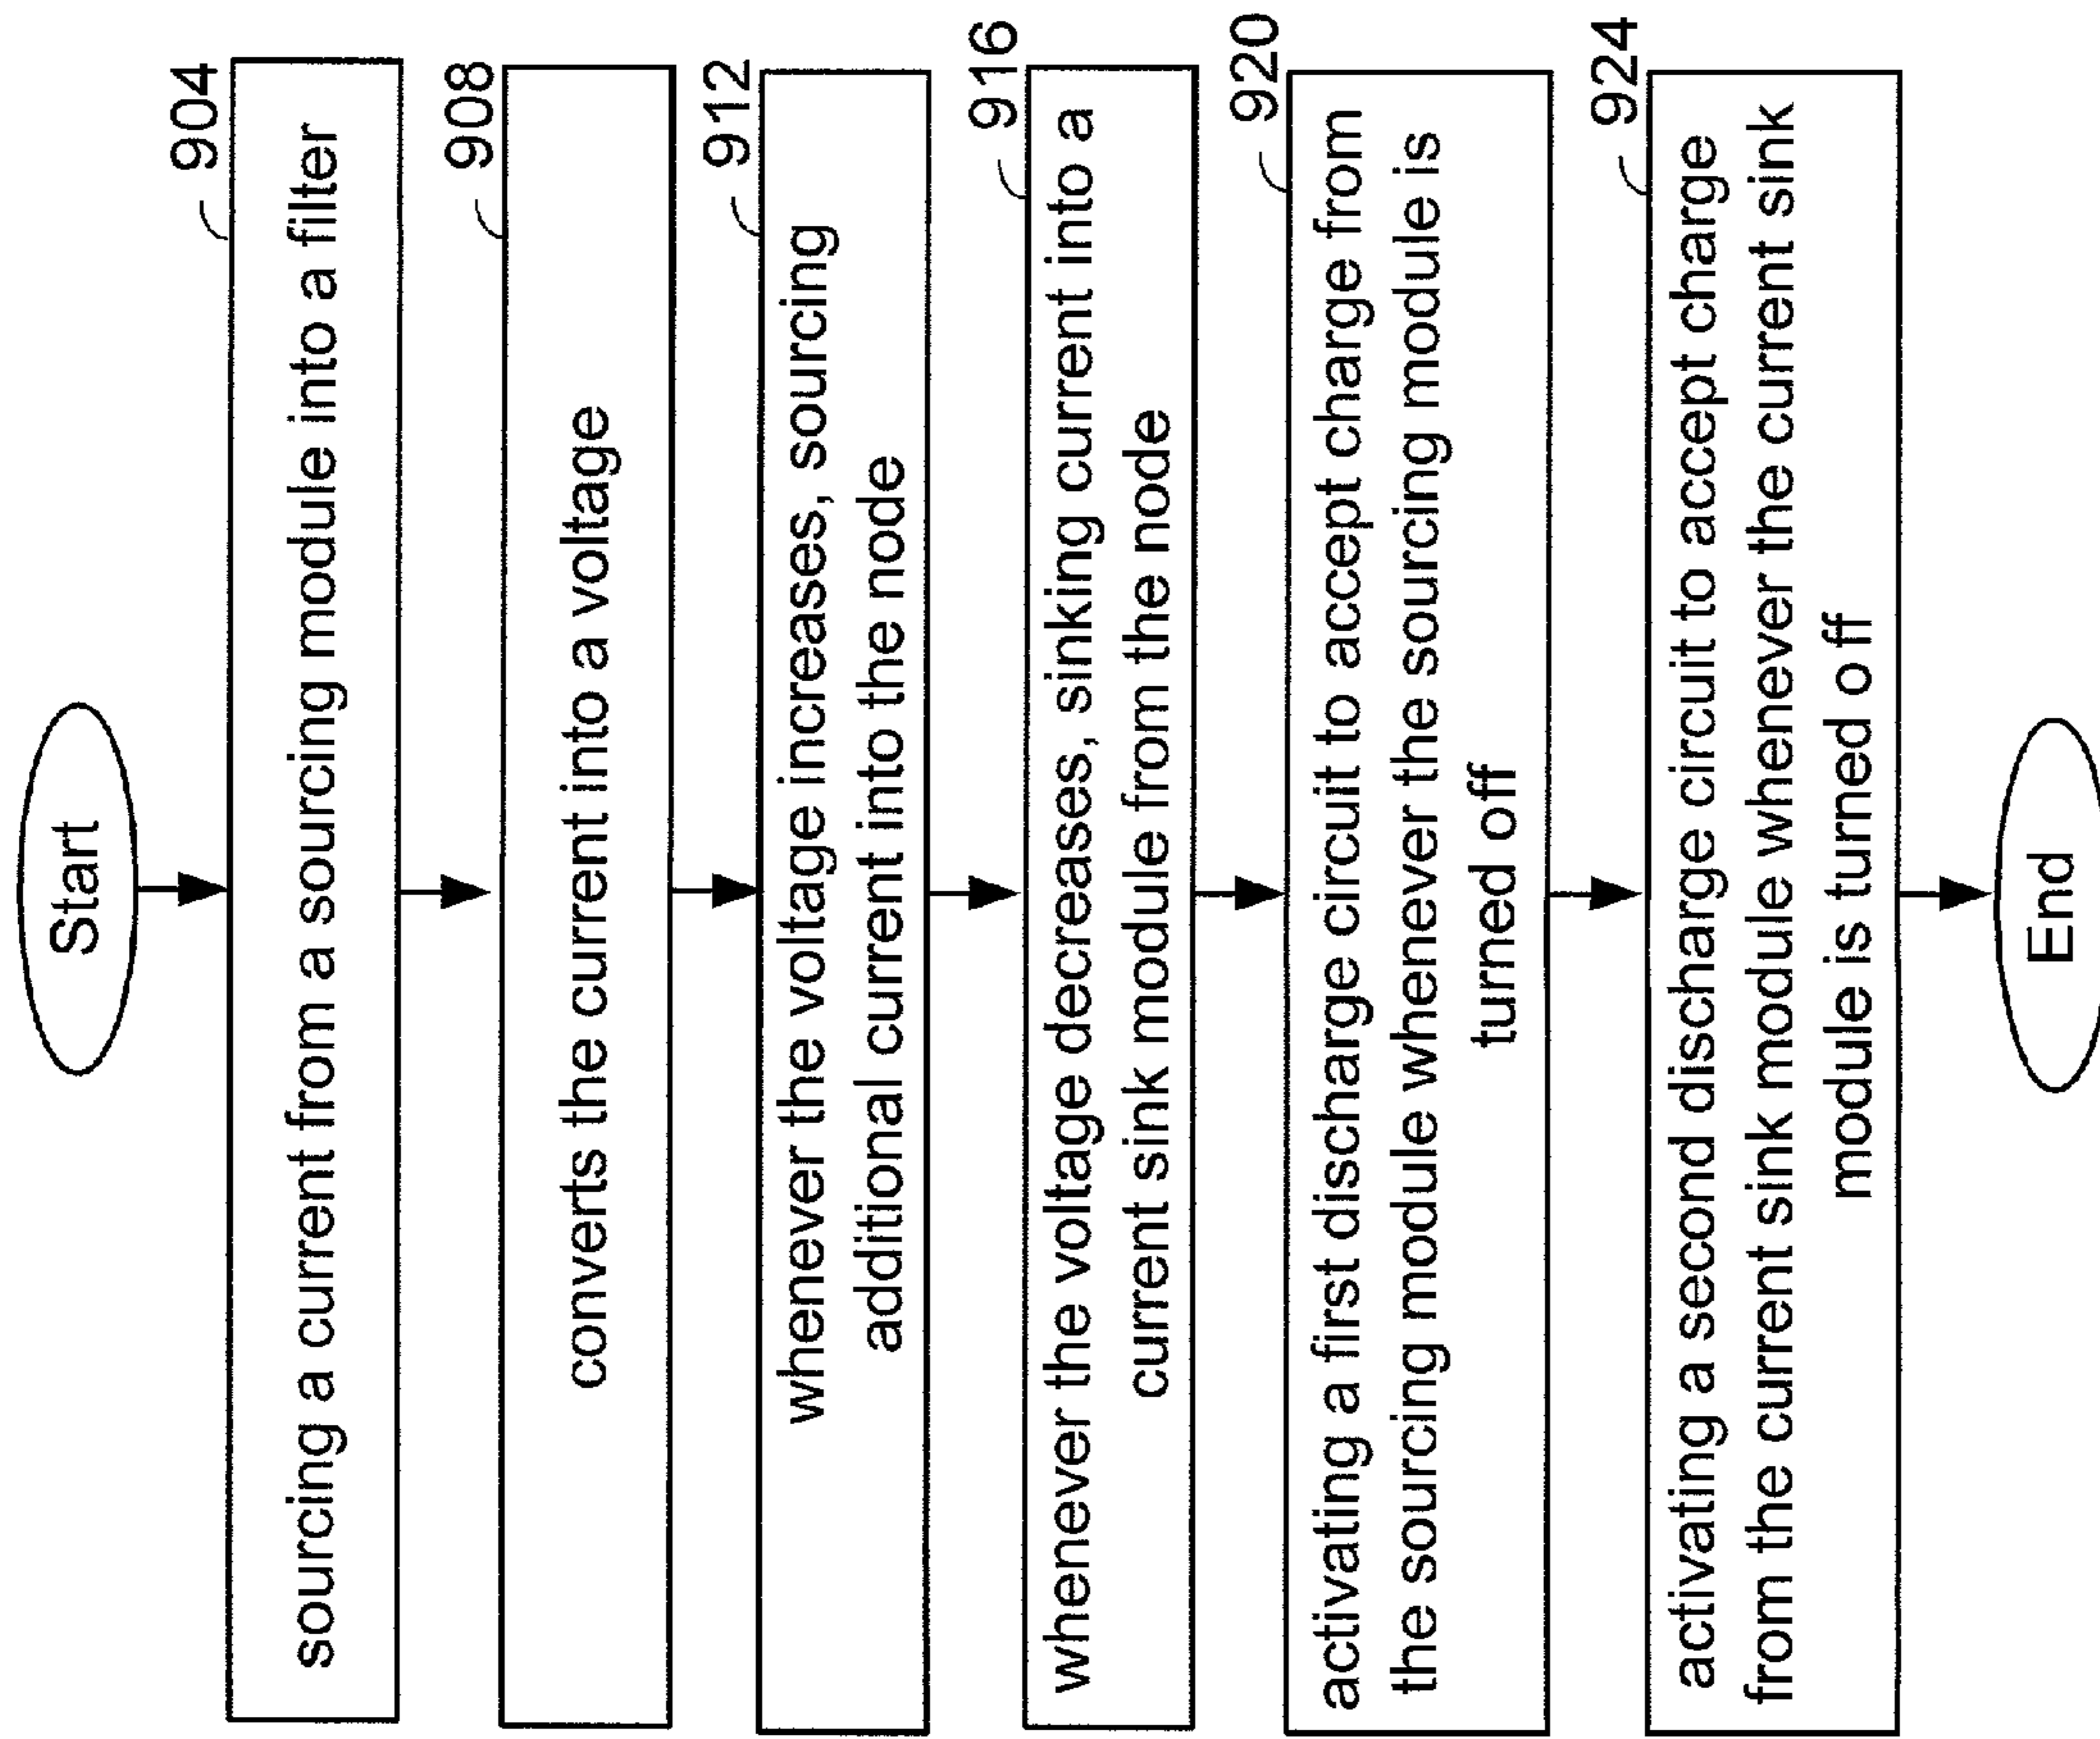 Start
904
sourcing a current from a sourcing module into a filter
908
converts the current into a voltage
912
whenever the voltage increases, sourcing
additional current into the node
916
whenever the voltage decreases, sinking current into a
current sink module from the node
920
activating a first discharge circuit to accept charge from
the sourcing module whenever the sourcing module is
turned off
924
activating a second discharge circuit to accept charge
from the current sink module whenever the current sink
module is turned off
End